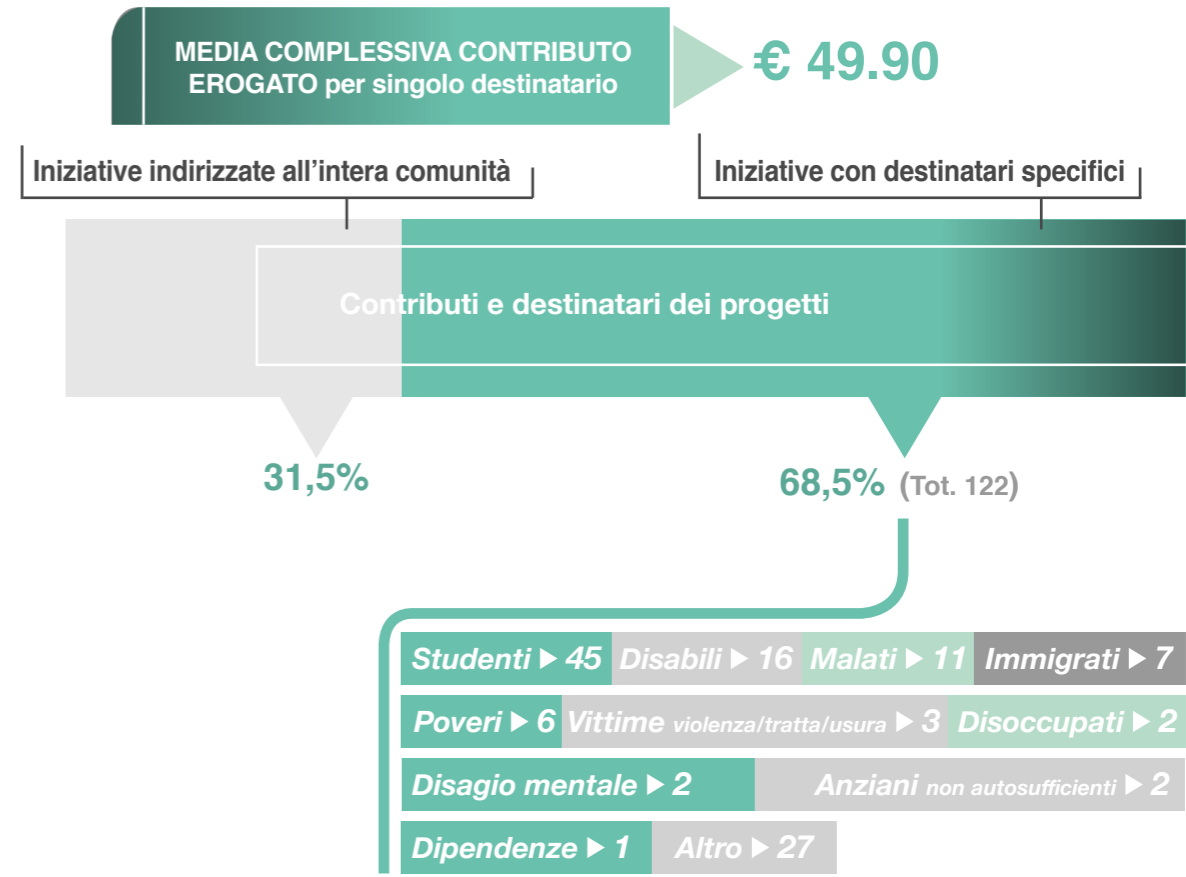 MEDIA COMPLESSIVA CONTRIBUTO
EROGATO per singolo destinatario
€ 49.90
Iniziative indirizzate all'intera comunità
Iniziative con destinatari specifici
Contributi e destinatari dei progetti
31,5%
68,5% (Tot. 122)
Studenti ▶ 45 Disabili ▶ 16 Malati ▶ 11 Immigrati ▶ 7
Poveri ▶ 6 Vittime violenza/tratta/usura ▶ 3 Disoccupati ▶ 2
Disagio mentale ▶ 2 Anziani non autosufficienti ▶ 2
Dipendenze ▶ 1 Altro ▶ 27